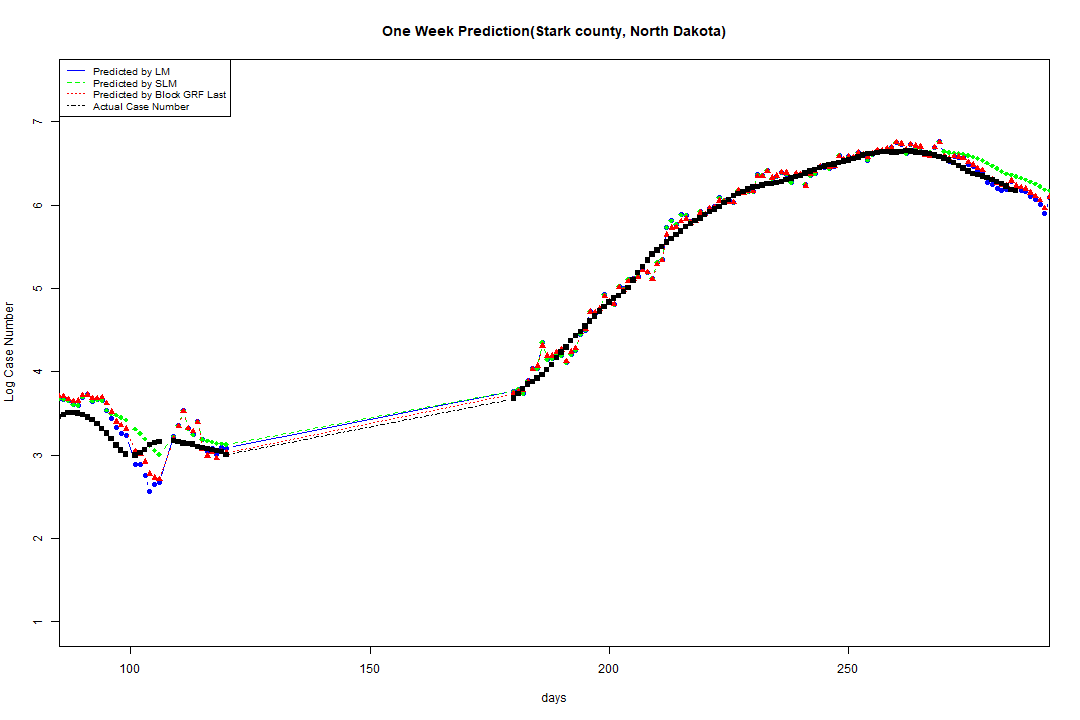 One Week Prediction(Stark county, North Dakota)
Predicted by LM
Predicted by SLM
Predicted by Block GRF Last
Actual Case Number
7
6
5
4
3
2
1
Log Case Number
100 150 200 250
days